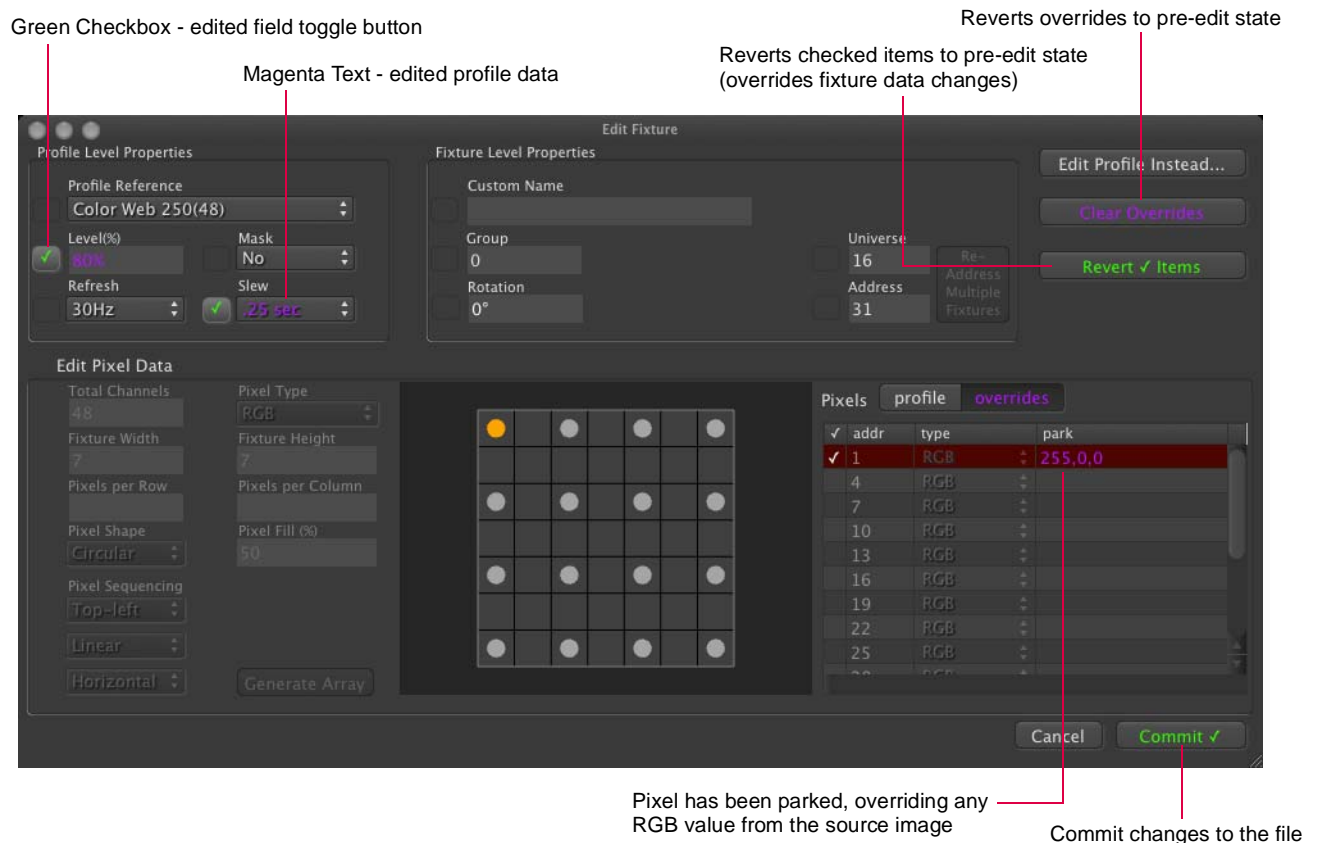 Reverts overrides to pre-edit state
Green Checkbox - edited field toggle button
Reverts checked items to pre-edit state
(overrides fixture data changes)
Magenta Text - edited profile data
Edit Fixture
Profile Level Properties
Profile Reference
Color Web 250(48)
Level(%)
80%
Mask
No
Refresh
30Hz
Slew
.25 sec
Fixture Level Properties
Custom Name
Group
0
Rotation
0°
Universe
16
Address
31
Re-
Address
Multiple
Fixtures
Edit Profile Instead...
Clear Overrides
Revert ✓ Items
Edit Pixel Data
Total Channels
48
Pixel Type
RGB
Fixture Width
7
Fixture Height
7
Pixels per Row
Pixels per Column
Pixel Shape
Circular
Pixel Fill (%)
50
Pixel Sequencing
Top-left
Linear
Horizontal
Generate Array
Pixels profile overrides
✓ addr type park
✓ 1 RGB 255,0,0
4 RGB
7 RGB
10 RGB
13 RGB
16 RGB
19 RGB
22 RGB
25 RGB
Cancel
Commit ✓
Pixel has been parked, overriding any
RGB value from the source image
Commit changes to the file